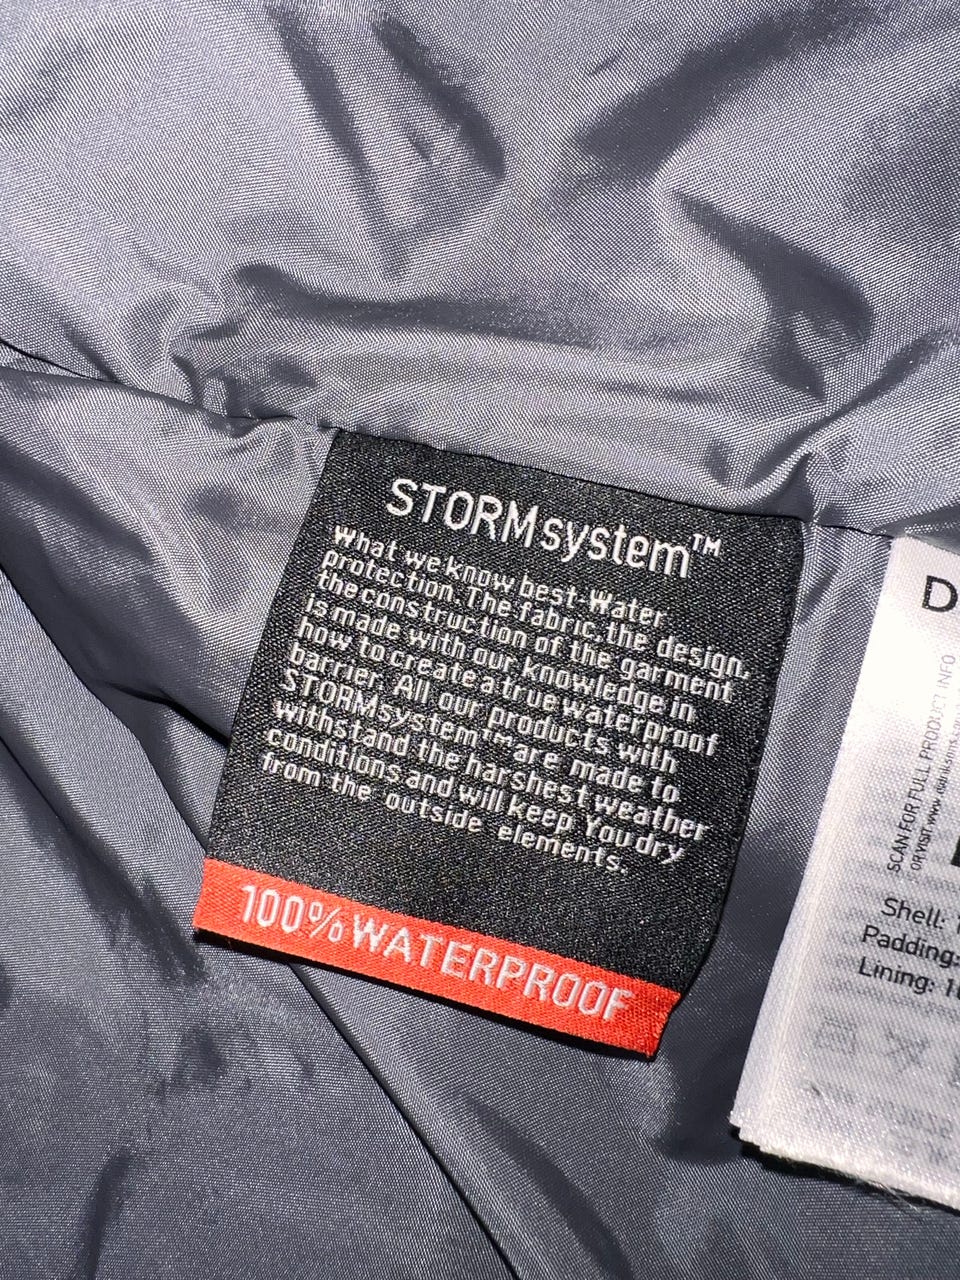 STORMsystem™
What we know best-Water
protection. The fabric, the design,
the construction of the garment
is made with our knowledge in
how to create a true waterproof
barrier. All our products with
STORMsystem™ are made to
withstand the harshest weather
conditions and will keep You dry
from the outside elements.
100% WATERPROOF
D
SCAN FOR FULL PRODUCT INFO
OR VISIT
Shell:
Padding:
Lining: